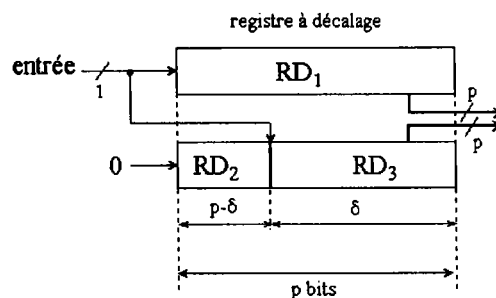 registre à décalage
entrée
1
RD1
p
p
0
RD2
RD3
p-δ
δ
p bits